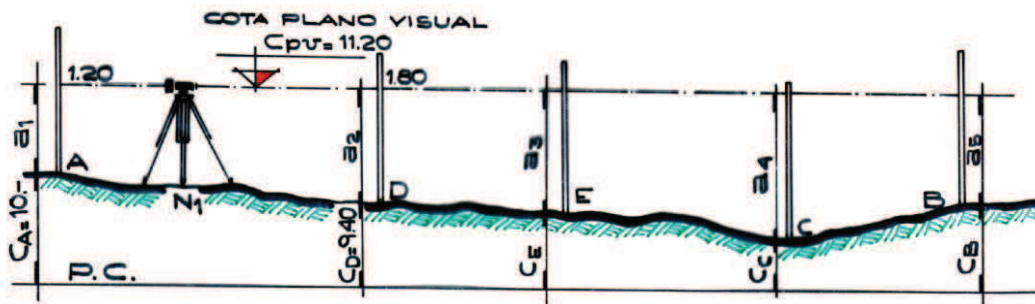 COTA PLANO VISUAL
Cpv= 11.20
1.20
1.80
a1
a2
a3
a4
a5
A
N1
D
E
C
B
CA=10.-
CD=9.40
CE
CC
CB
P.C.